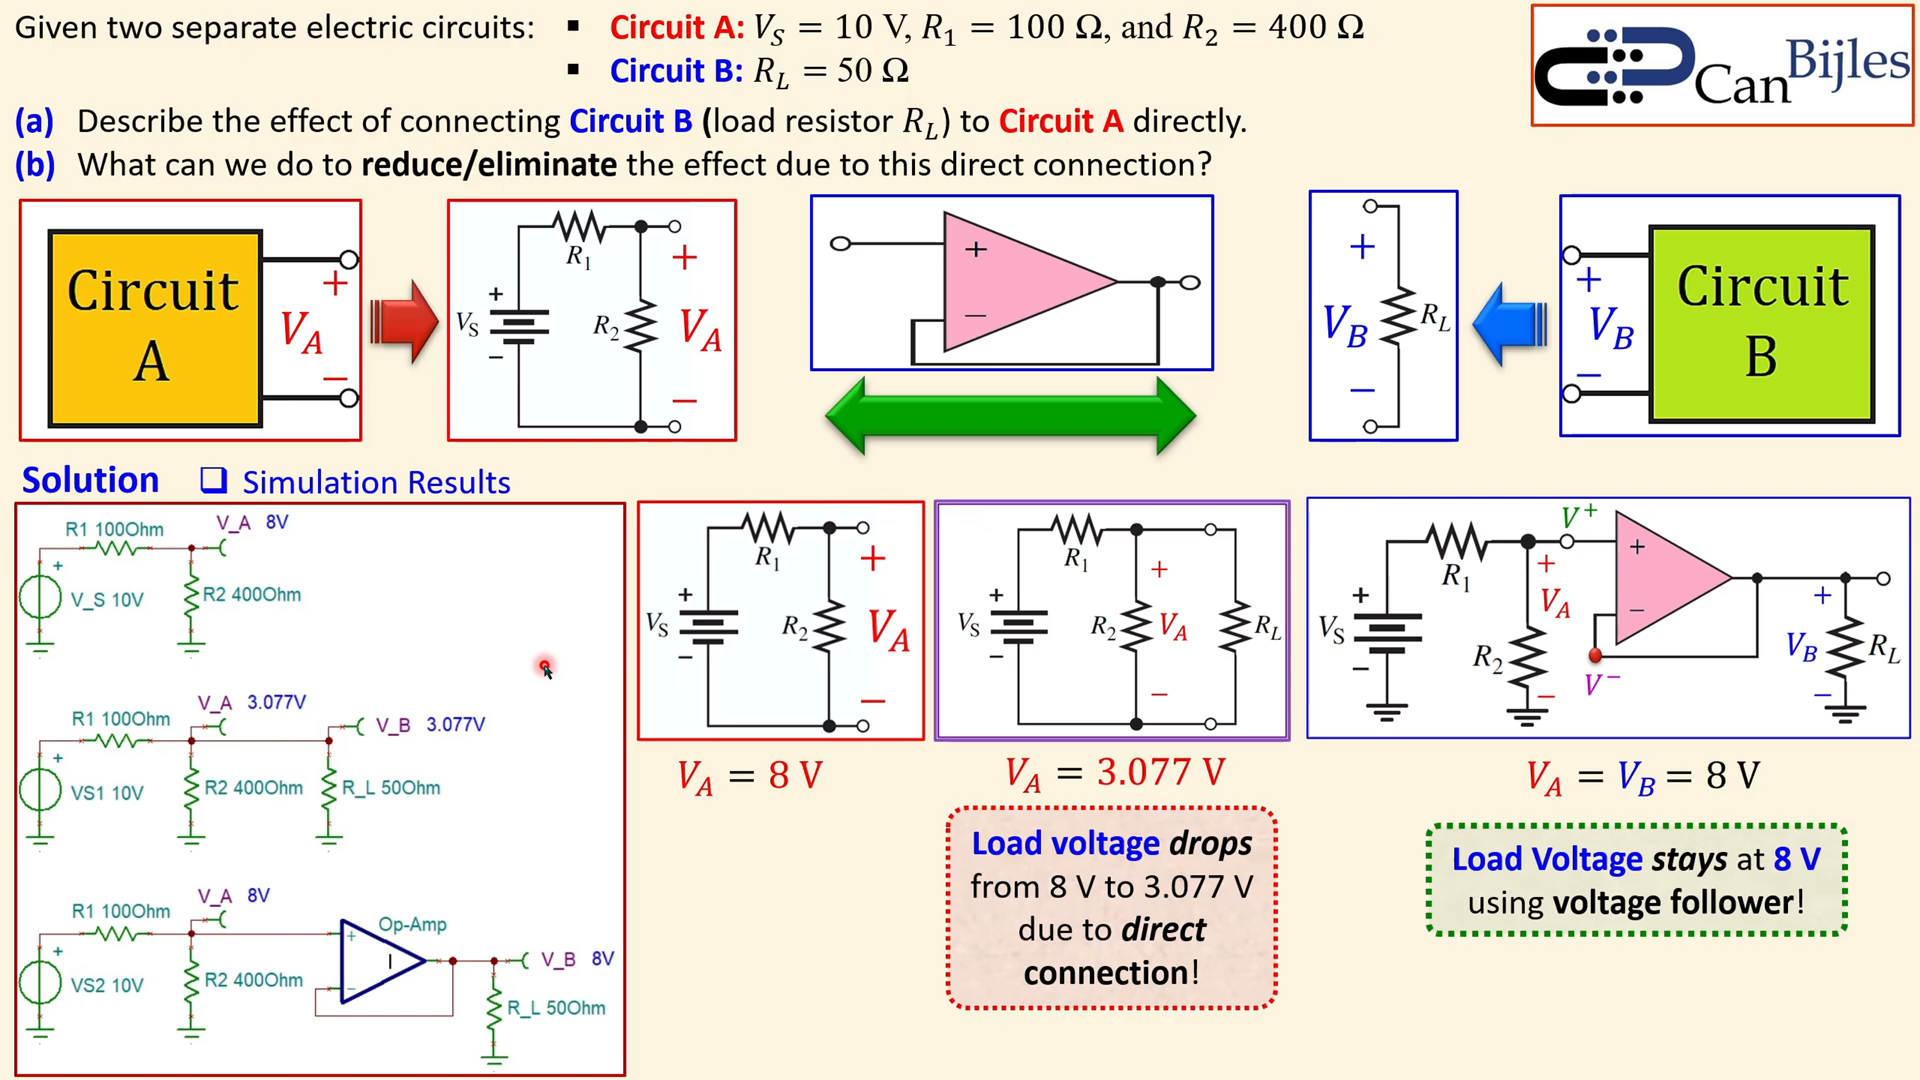 Given two separate electric circuits: ▪ Circuit A: V_S = 10 V, R_1 = 100 Ω, and R_2 = 400 Ω
▪ Circuit B: R_L = 50 Ω
CanBijles
(a) Describe the effect of connecting Circuit B (load resistor R_L) to Circuit A directly.
(b) What can we do to reduce/eliminate the effect due to this direct connection?
Circuit
A
+
V_A
−
R_1
+
V_S
−
R_2
+
V_A
−
+
−
+
V_B
−
R_L
+
V_B
−
Circuit
B
Solution ❑ Simulation Results
R1 100Ohm
V_A 8V
+
V_S 10V
R2 400Ohm
V_A 3.077V
R1 100Ohm
V_B 3.077V
+
VS1 10V
R2 400Ohm
R_L 50Ohm
V_A 8V
R1 100Ohm
Op-Amp
+
VS2 10V
R2 400Ohm
+
−
I
V_B 8V
R_L 50Ohm
R_1
+
V_S
−
R_2
+
V_A
−
V_A = 8 V
R_1
+
V_S
−
R_2
+
V_A
−
R_L
V_A = 3.077 V
Load voltage drops
from 8 V to 3.077 V
due to direct
connection!
V^+
R_1
+
V_S
−
R_2
+
V_A
−
+
−
V^−
+
V_B
−
R_L
V_A = V_B = 8 V
Load Voltage stays at 8 V
using voltage follower!